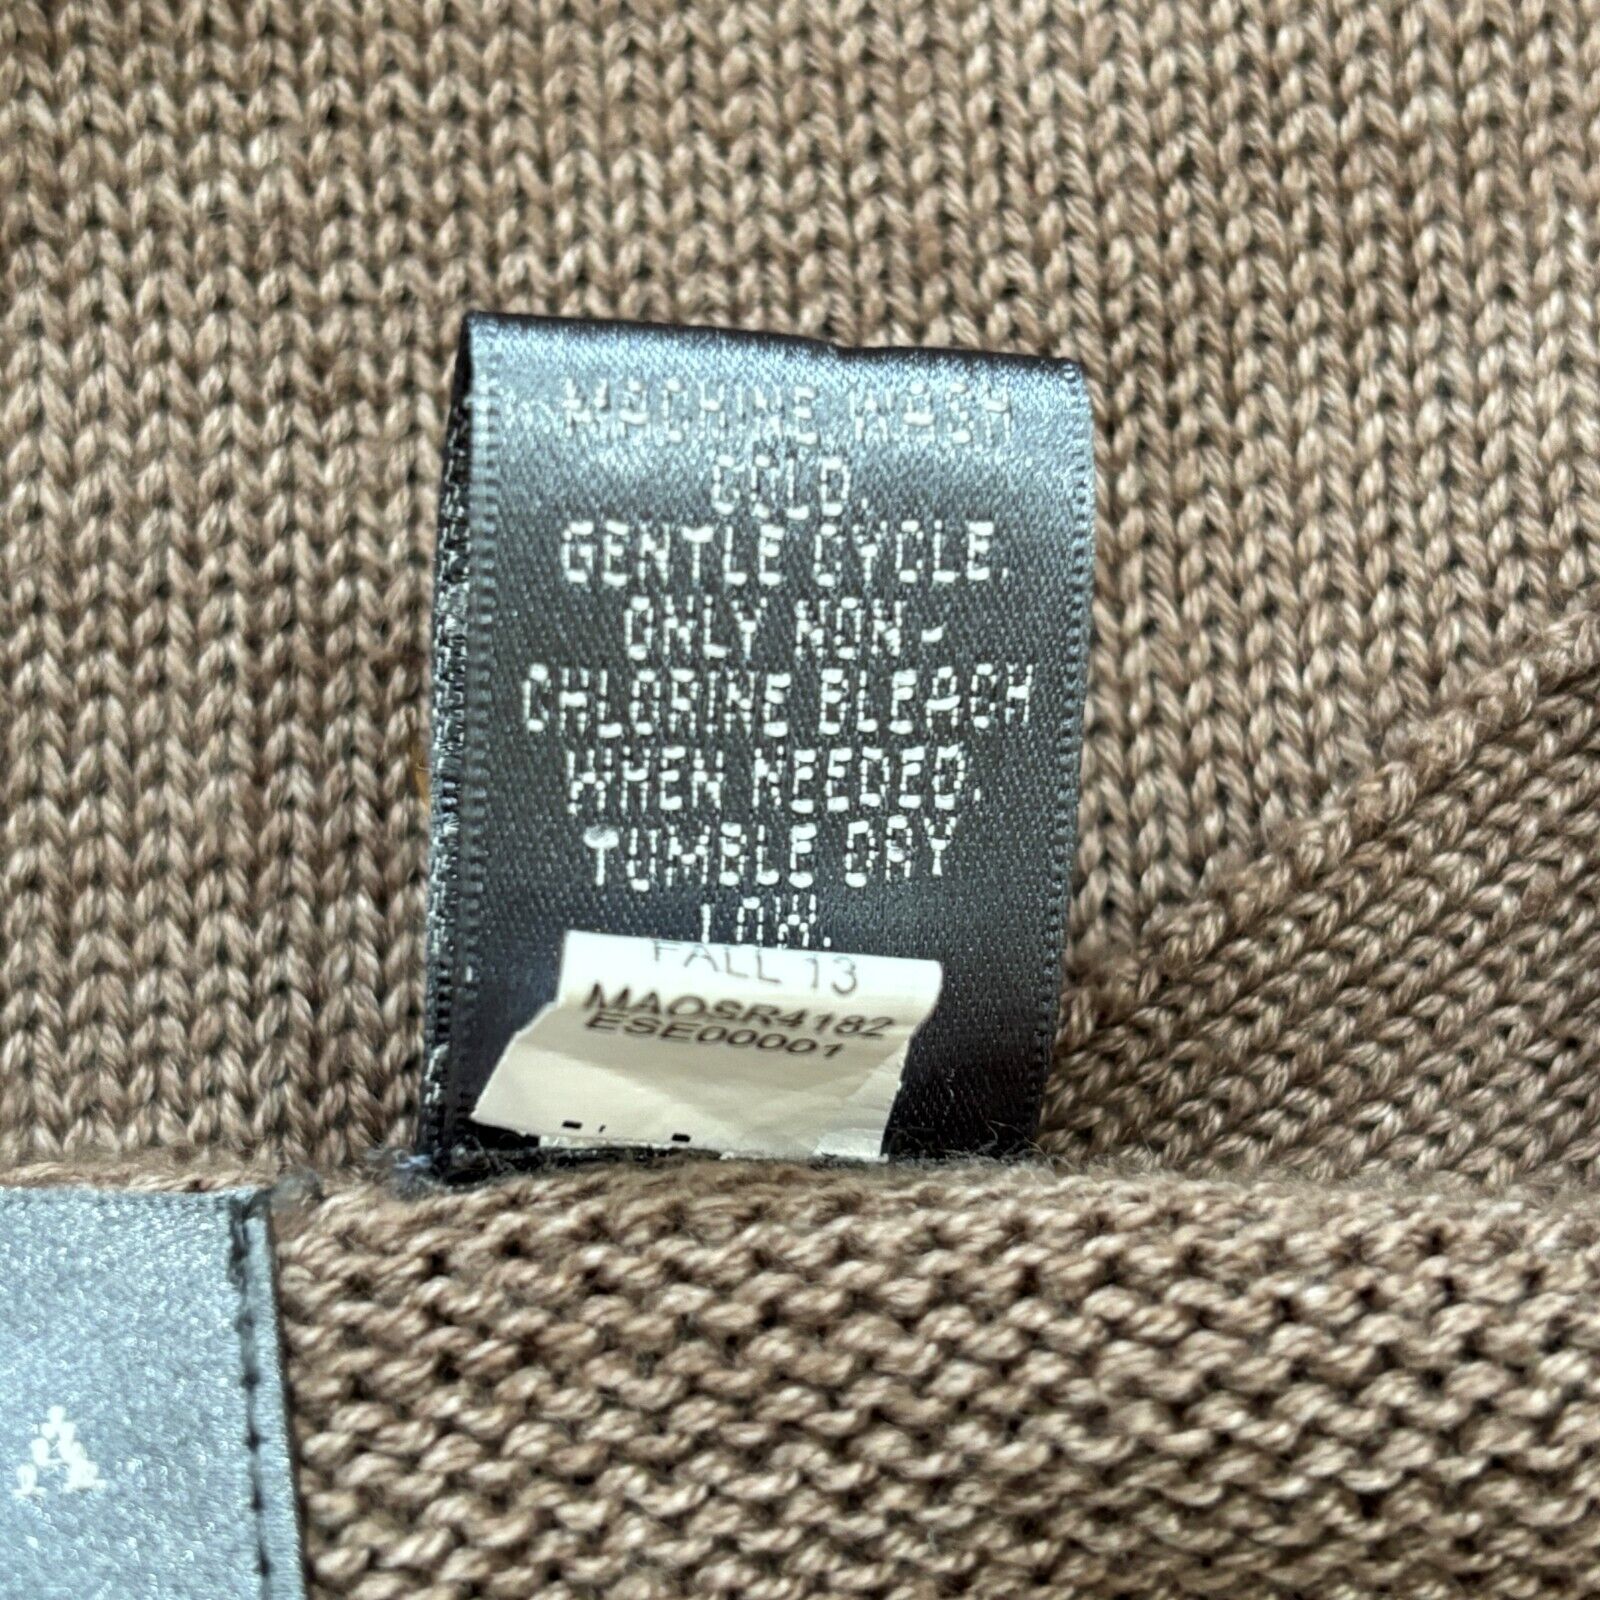 MACHINE WASH
COLD.
GENTLE CYCLE.
ONLY NON-
CHLORINE BLEACH
WHEN NEEDED.
TUMBLE DRY
LOW.
FALL 13
MAOSR4182
ESE00001
A